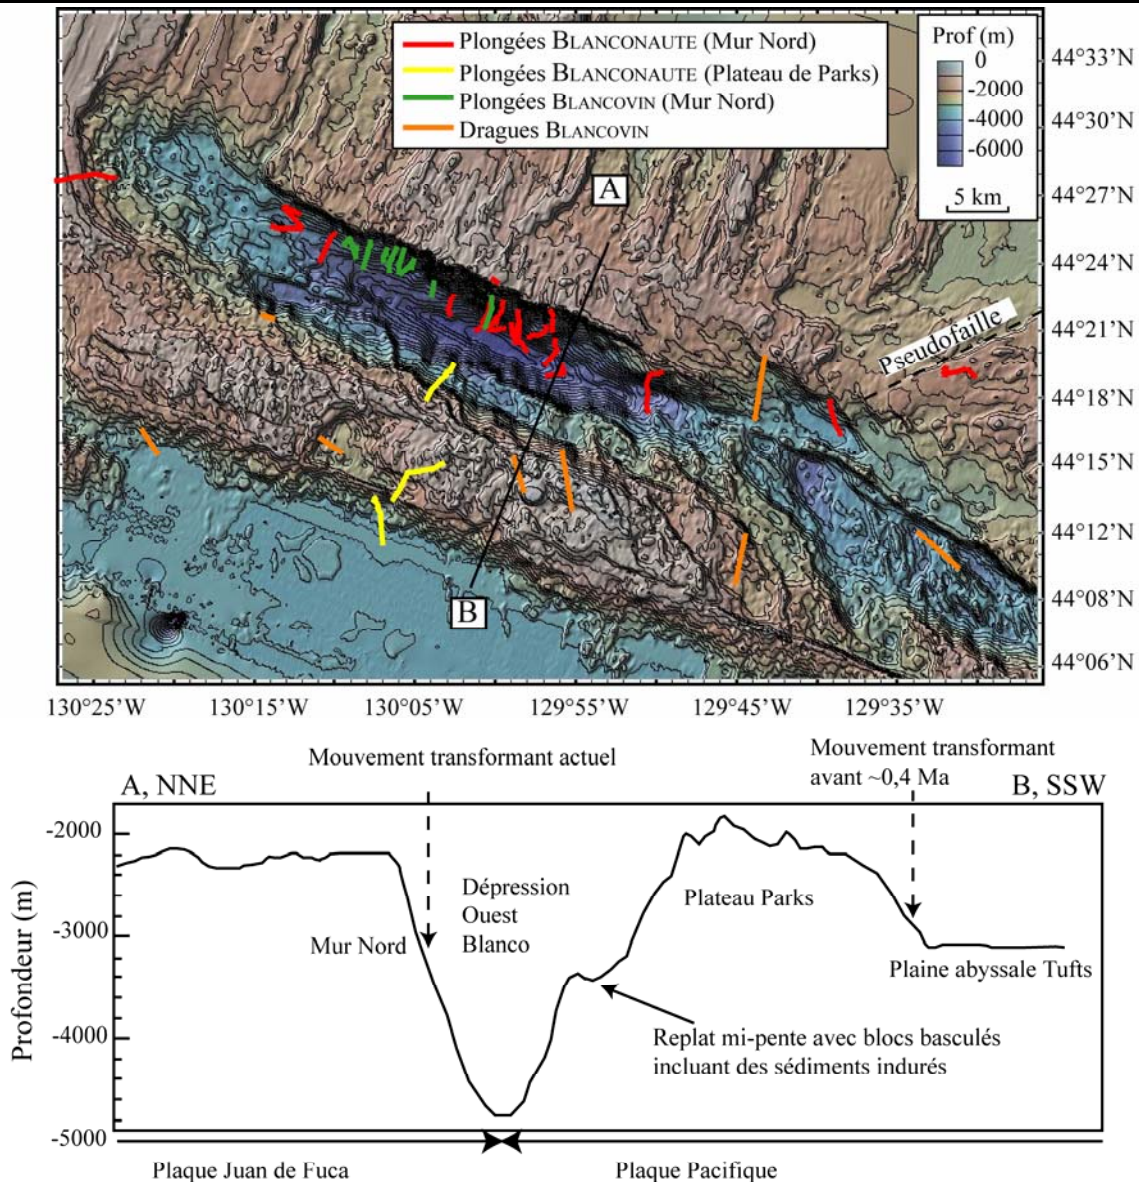 Plongées BLANCONAUTE (Mur Nord)
Plongées BLANCONAUTE (Plateau de Parks)
Plongées BLANCOVIN (Mur Nord)
Dragues BLANCOVIN
Prof (m)
0
-2000
-4000
-6000
5 km
A
B
Pseudofaille
44°33’N
44°30’N
44°27’N
44°24’N
44°21’N
44°18’N
44°15’N
44°12’N
44°08’N
44°06’N
130°25’W 130°15’W 130°05’W 129°55’W 129°45’W 129°35’W
Mouvement transformant actuel
Mouvement transformant
avant ~0,4 Ma
A, NNE
B, SSW
Profondeur (m)
-2000
-3000
-4000
-5000
Mur Nord
Dépression
Ouest
Blanco
Plateau Parks
Plaine abyssale Tufts
Replat mi-pente avec blocs basculés
incluant des sédiments indurés
Plaque Juan de Fuca
Plaque Pacifique